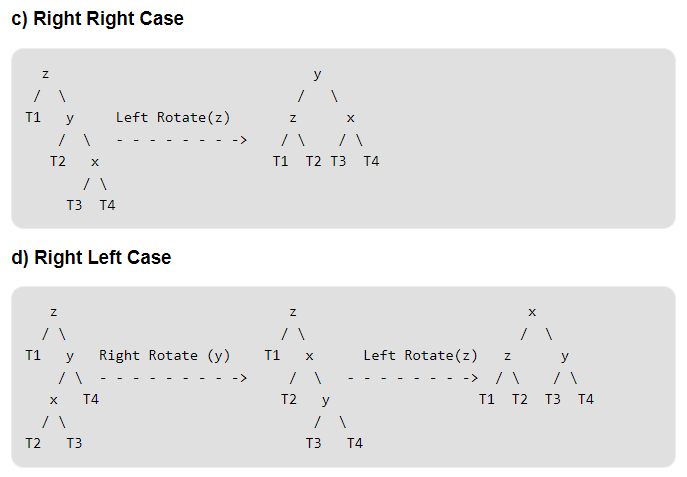 c) Right Right Case
z                                y
/  \                            /   \
T1   y     Left Rotate(z)       z      x
/  \   - - - - - - - ->    / \    / \
T2   x                     T1  T2 T3  T4
/ \
T3  T4
d) Right Left Case
z                            z                            x
/ \                          / \                          /  \
T1   y   Right Rotate (y)    T1   x      Left Rotate(z)   z      y
/ \  - - - - - - - - ->     /  \   - - - - - - - ->  / \    / \
x   T4                      T2   y                  T1  T2  T3  T4
/ \                              /  \
T2   T3                           T3   T4